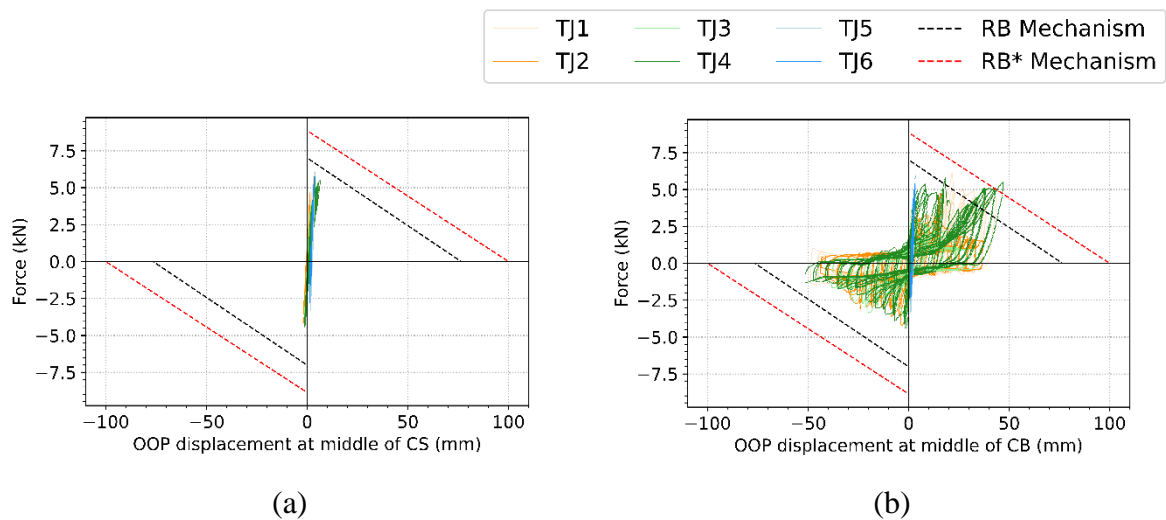 TJ1 TJ3 TJ5 RB Mechanism
TJ2 TJ4 TJ6 RB* Mechanism
Force (kN)
7.5
5.0
2.5
0.0
−2.5
−5.0
−7.5
−100 −50 0 50 100
OOP displacement at middle of CS (mm)
(a)
Force (kN)
7.5
5.0
2.5
0.0
−2.5
−5.0
−7.5
−100 −50 0 50 100
OOP displacement at middle of CB (mm)
(b)